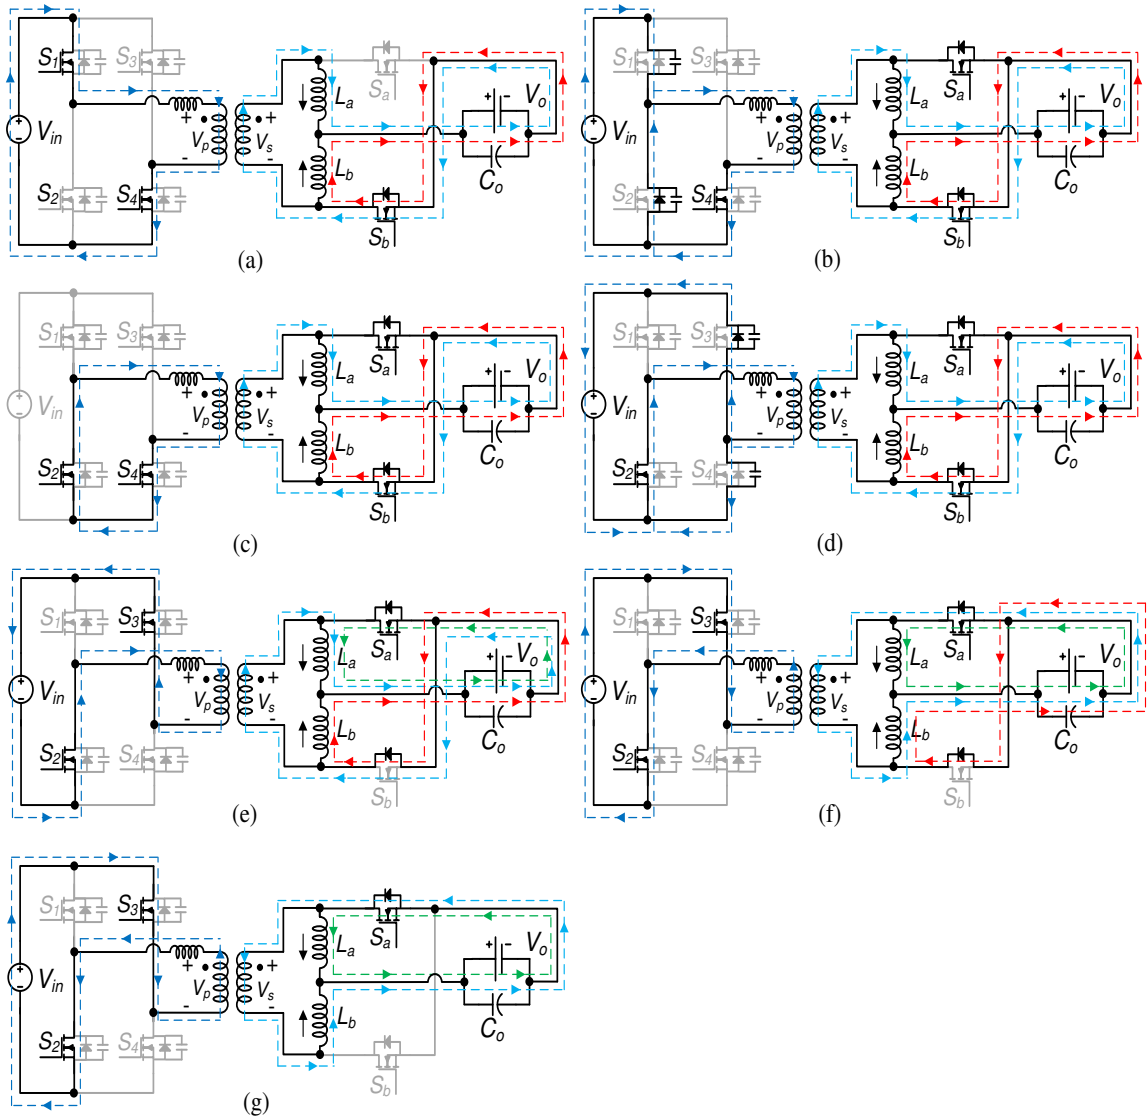 S1 S3 Sa La Vo
Vin + Vp - + Vs - + -
S2 S4 Lb Co Sb
(a)
S1 S3 Sa La Vo
Vin + Vp - + Vs - + -
S2 S4 Lb Co Sb
(b)
S1 S3 Sa La Vo
Vin + Vp - + Vs - + -
S2 S4 Lb Co Sb
(c)
S1 S3 Sa La Vo
Vin + Vp - + Vs - + -
S2 S4 Lb Co Sb
(d)
S1 S3 Sa La Vo
Vin + Vp - + Vs - + -
S2 S4 Lb Co Sb
(e)
S1 S3 Sa La Vo
Vin + Vp - + Vs - + -
S2 S4 Lb Co Sb
(f)
S1 S3 Sa La Vo
Vin + Vp - + Vs - + -
S2 S4 Lb Co Sb
(g)